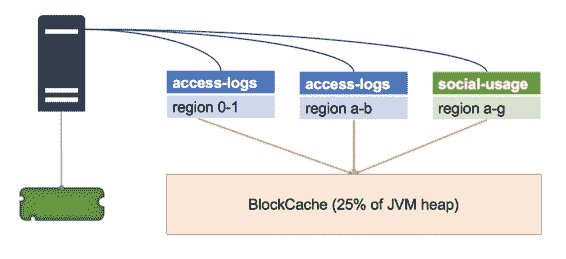 access-logs
access-logs
social-usage
region 0-1
region a-b
region a-g
BlockCache (25% of JVM heap)